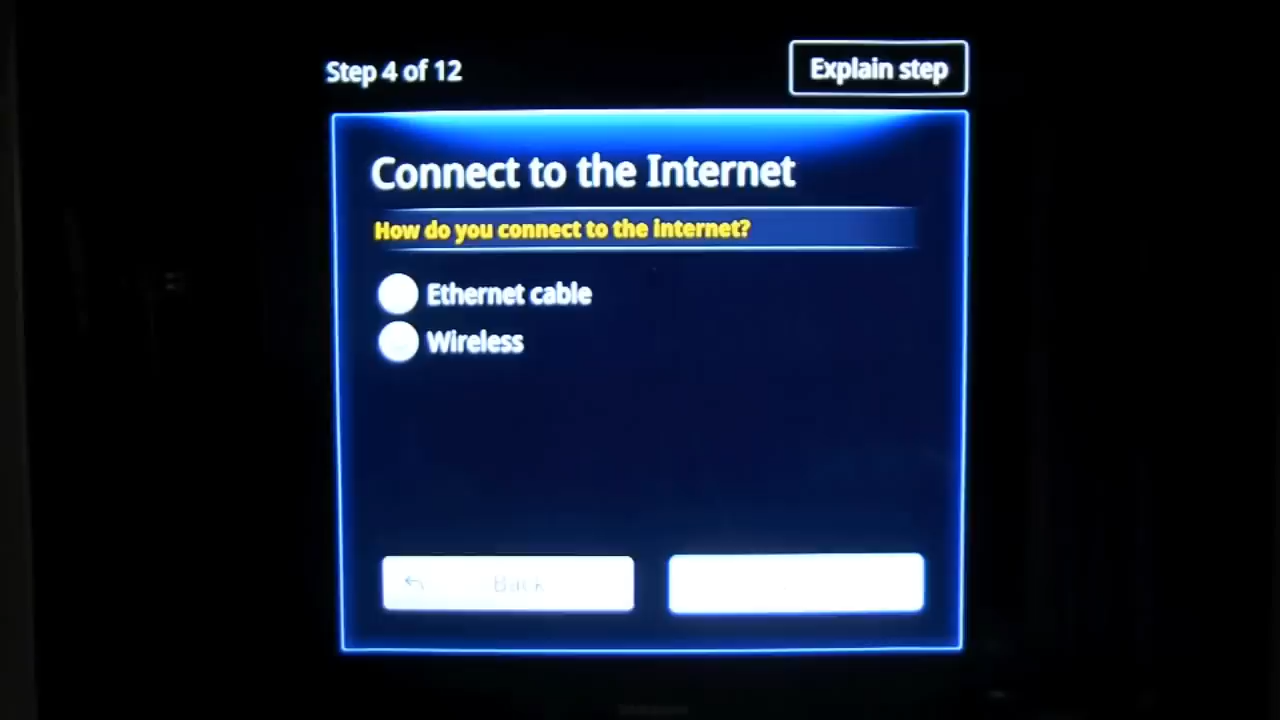 Step 4 of 12
Explain step
Connect to the Internet
How do you connect to the internet?
Ethernet cable
Wireless
Back